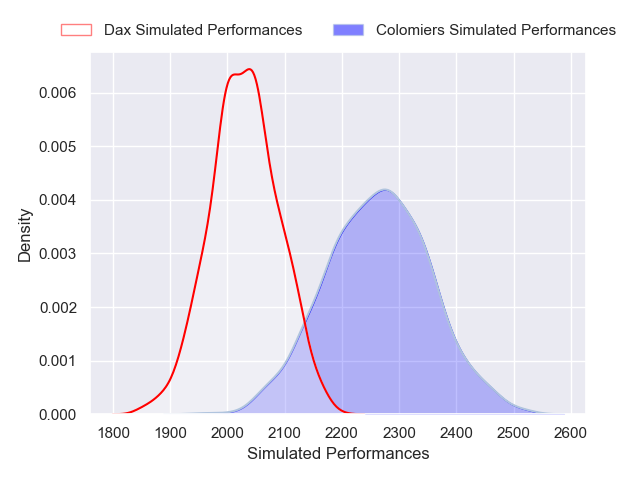 Dax Simulated Performances
Colomiers Simulated Performances
Density
0.006
0.005
0.004
0.003
0.002
0.001
0.000
1800 1900 2000 2100 2200 2300 2400 2500 2600
Simulated Performances